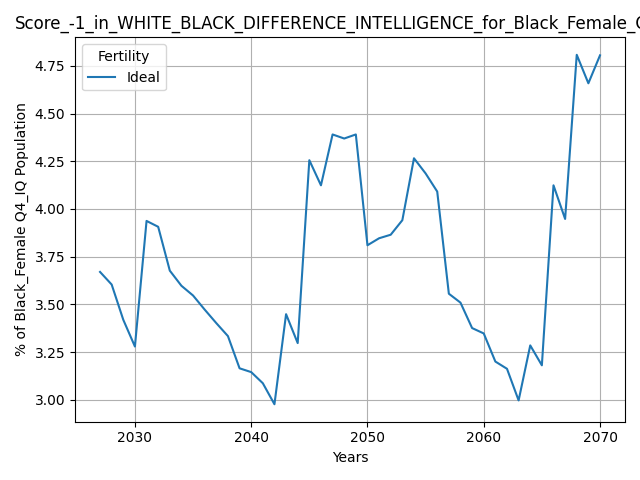 Score_-1_in_WHITE_BLACK_DIFFERENCE_INTELLIGENCE_for_Black_Female_
Fertility
Ideal
% of Black_Female Q4_IQ Population
4.75
4.50
4.25
4.00
3.75
3.50
3.25
3.00
2030
2040
2050
2060
2070
Years